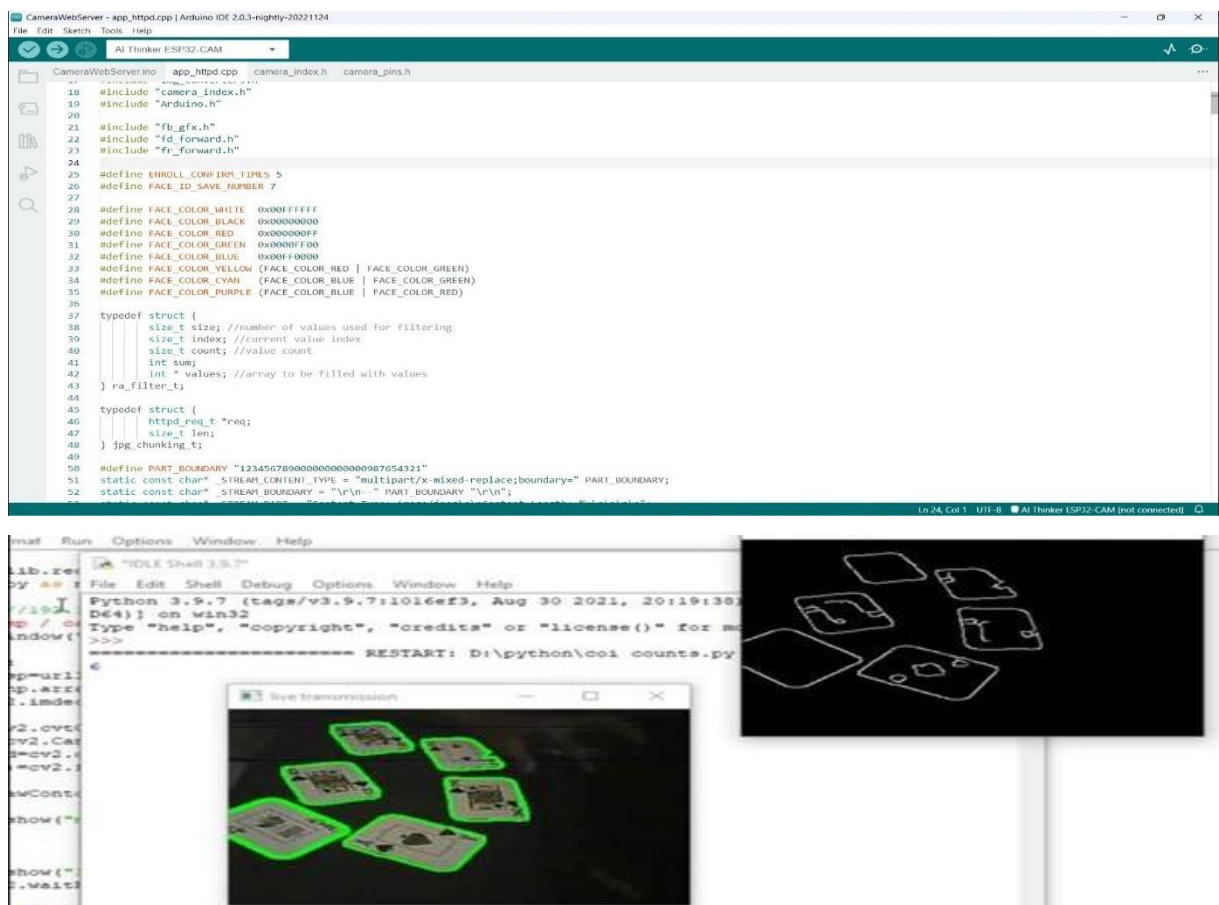 CameraWebServer - app_httpd.cpp | Arduino IDE 2.0.3-nightly-20221124
File Edit Sketch Tools Help
AI Thinker ESP32-CAM
CameraWebServer.ino app_httpd.cpp camera_index.h camera_pins.h
18 #include "camera_index.h"
19 #include "Arduino.h"
20
21 #include "fb_gfx.h"
22 #include "fd_forward.h"
23 #include "fr_forward.h"
24
25 #define ENROLL_CONFIRM_TIMES 5
26 #define FACE_ID_SAVE_NUMBER 7
27
28 #define FACE_COLOR_WHITE 0x00FFFFFF
29 #define FACE_COLOR_BLACK 0x00000000
30 #define FACE_COLOR_RED 0x000000FF
31 #define FACE_COLOR_GREEN 0x0000FF00
32 #define FACE_COLOR_BLUE 0x00FF0000
33 #define FACE_COLOR_YELLOW (FACE_COLOR_RED | FACE_COLOR_GREEN)
34 #define FACE_COLOR_CYAN (FACE_COLOR_BLUE | FACE_COLOR_GREEN)
35 #define FACE_COLOR_PURPLE (FACE_COLOR_BLUE | FACE_COLOR_RED)
36
37 typedef struct {
38 size_t size; //number of values used for filtering
39 size_t index; //current value index
40 size_t count; //value count
41 int sum;
42 int * values; //array to be filled with values
43 } ra_filter_t;
44
45 typedef struct {
46 httpd_req_t *req;
47 size_t len;
48 } jpg_chunking_t;
49
50 #define PART_BOUNDARY "123456789000000000000987654321"
51 static const char* _STREAM_CONTENT_TYPE = "multipart/x-mixed-replace;boundary=" PART_BOUNDARY;
52 static const char* _STREAM_BOUNDARY = "\r\n--" PART_BOUNDARY "\r\n";
Ln 24, Col 1 UTF-8 AI Thinker ESP32-CAM [not connected]
rmat Run Options Window Help
*IDLE Shell 3.9.7*
File Edit Shell Debug Options Window Help
Python 3.9.7 (tags/v3.9.7:1016ef3, Aug 30 2021, 20:19:38)
D64)] on win32
Type "help", "copyright", "credits" or "license()" for mo
>>>
RESTART: D:\python\coi counts.py
6
live transmission